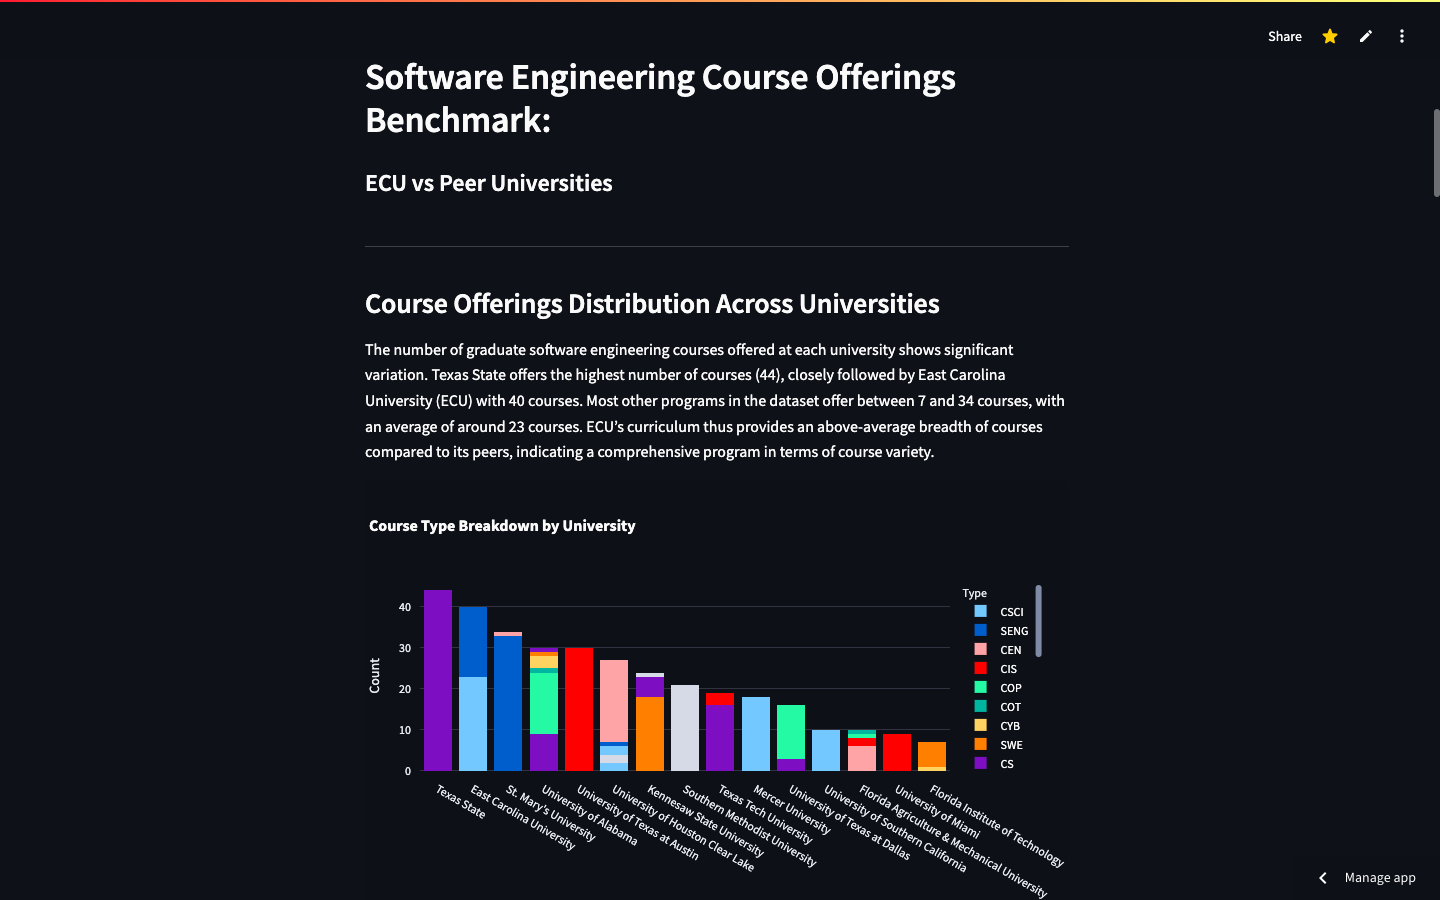 Share
Software Engineering Course Offerings
Benchmark:
ECU vs Peer Universities
Course Offerings Distribution Across Universities
The number of graduate software engineering courses offered at each university shows significant
variation. Texas State offers the highest number of courses (44), closely followed by East Carolina
University (ECU) with 40 courses. Most other programs in the dataset offer between 7 and 34 courses, with
an average of around 23 courses. ECU’s curriculum thus provides an above-average breadth of courses
compared to its peers, indicating a comprehensive program in terms of course variety.
Course Type Breakdown by University
Count
40
30
20
10
0
Texas State
East Carolina University
St. Mary's University
University of Alabama
University of Texas at Austin
University of Houston Clear Lake
Kennesaw State University
Southern Methodist University
Texas Tech University
Mercer University
University of Texas at Dallas
University of Southern California
Florida Agriculture & Mechanical University
University of Miami
Florida Institute of Technology
Type
CSCI
SENG
CEN
CIS
COP
COT
CYB
SWE
CS
Manage app